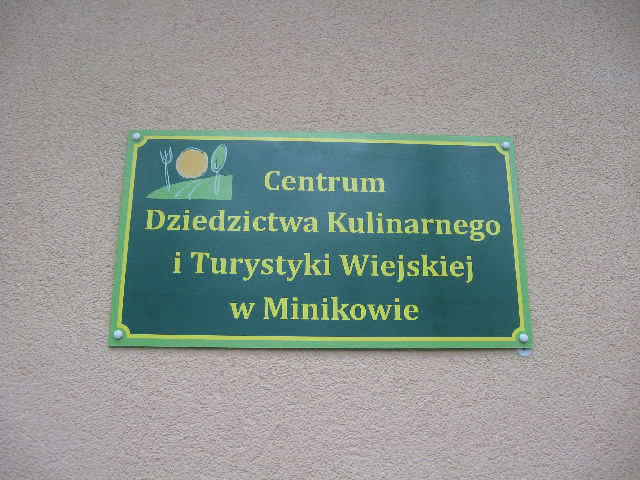 Centrum
Dziedzictwa Kulinarnego
i Turystyki Wiejskiej
w Minikowie